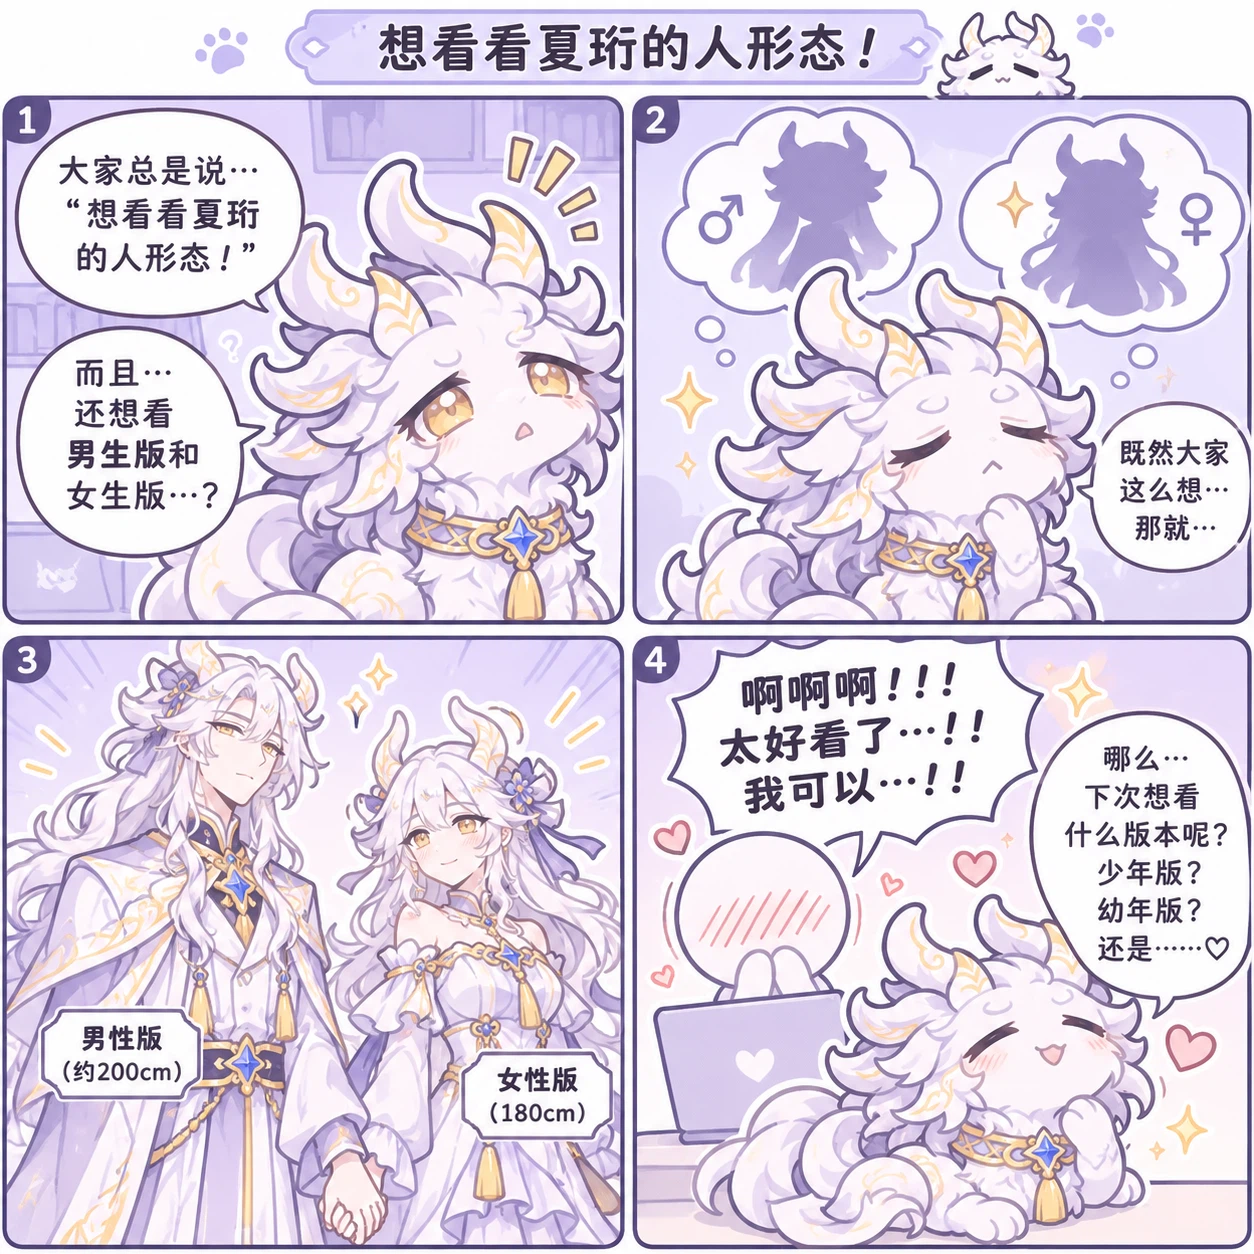 想看看夏珩的人形态！
1
大家总是说…
“想看看夏珩
的人形态！”
而且…
还想看
男生版和
女生版…？
?
2
♂
♀
既然大家
这么想…
那就…
3
男性版
(约200cm)
女性版
(180cm)
4
啊啊啊！！！
太好看了…！！
我可以…！！
哪么…
下次想看
什么版本呢？
少年版？
幼年版？
还是……♡